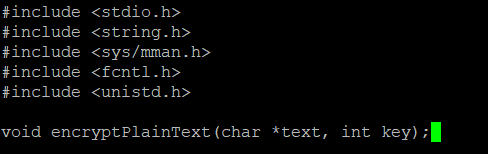 #include <stdio.h>
#include <string.h>
#include <sys/mman.h>
#include <fcntl.h>
#include <unistd.h>
void encryptPlainText(char *text, int key);